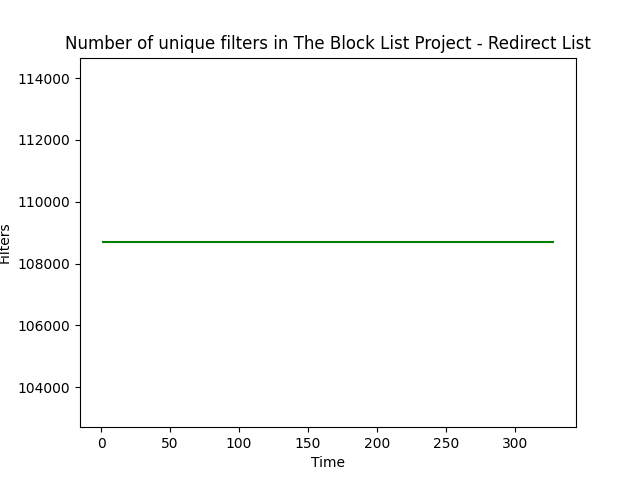 Number of unique filters in The Block List Project - Redirect List
114000
112000
110000
108000
106000
104000
Filters
0 50 100 150 200 250 300
Time